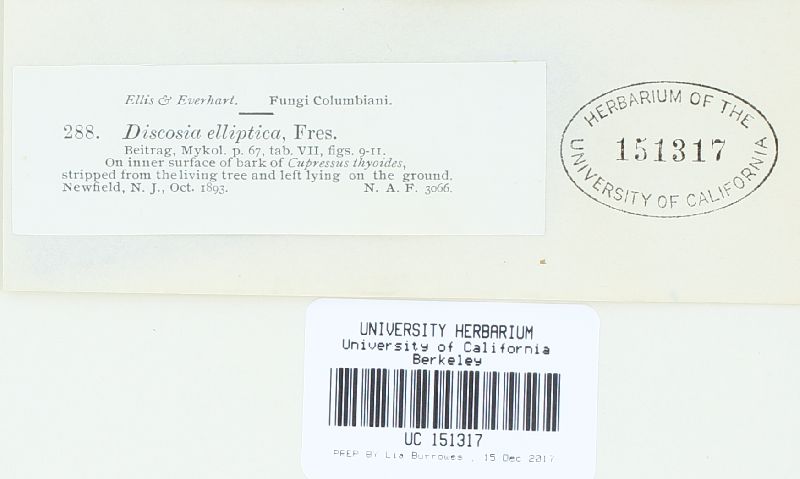 Ellis & Everhart. Fungi Columbiani.
288. Discosia elliptica, Fres.
Beitrag, Mykol. p. 67, tab. VII, figs. 9-11.
On inner surface of bark of Cupressus thyoides,
stripped from the living tree and left lying on the ground.
Newfield, N. J., Oct. 1893. N. A. F. 3066.
HERBARIUM OF THE
151317
UNIVERSITY OF CALIFORNIA
UNIVERSITY HERBARIUM
University of California
Berkeley
UC 151317
PREP BY Lia Burrowes , 15 Dec 2017